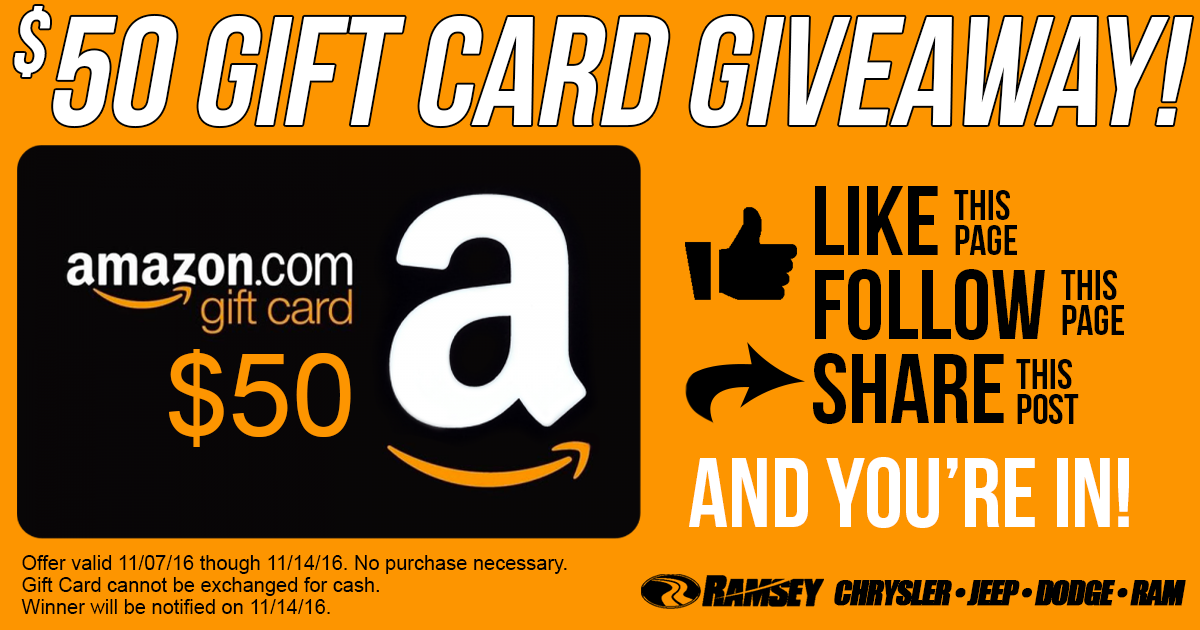 $50 GIFT CARD GIVEAWAY!
amazon.com
gift card
$50
a
LIKE THIS PAGE
FOLLOW THIS PAGE
SHARE THIS POST
AND YOU'RE IN!
Offer valid 11/07/16 though 11/14/16. No purchase necessary.
Gift Card cannot be exchanged for cash.
Winner will be notified on 11/14/16.
RAMSEY CHRYSLER • JEEP • DODGE • RAM